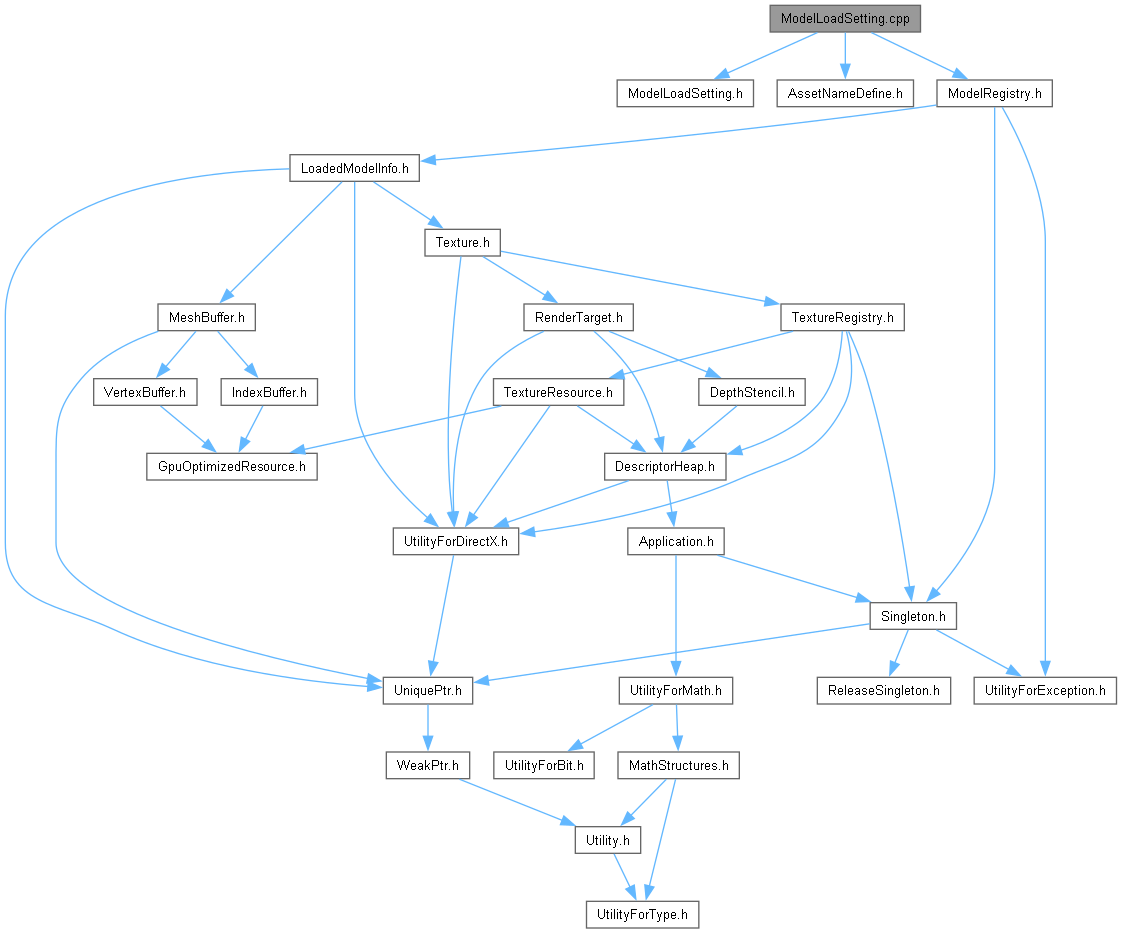 ModelLoadSetting.cpp
ModelLoadSetting.h
AssetNameDefine.h
ModelRegistry.h
LoadedModelInfo.h
Texture.h
MeshBuffer.h
RenderTarget.h
TextureRegistry.h
VertexBuffer.h
IndexBuffer.h
TextureResource.h
DepthStencil.h
GpuOptimizedResource.h
DescriptorHeap.h
UtilityForDirectX.h
Application.h
Singleton.h
UniquePtr.h
UtilityForMath.h
ReleaseSingleton.h
UtilityForException.h
WeakPtr.h
UtilityForBit.h
MathStructures.h
Utility.h
UtilityForType.h